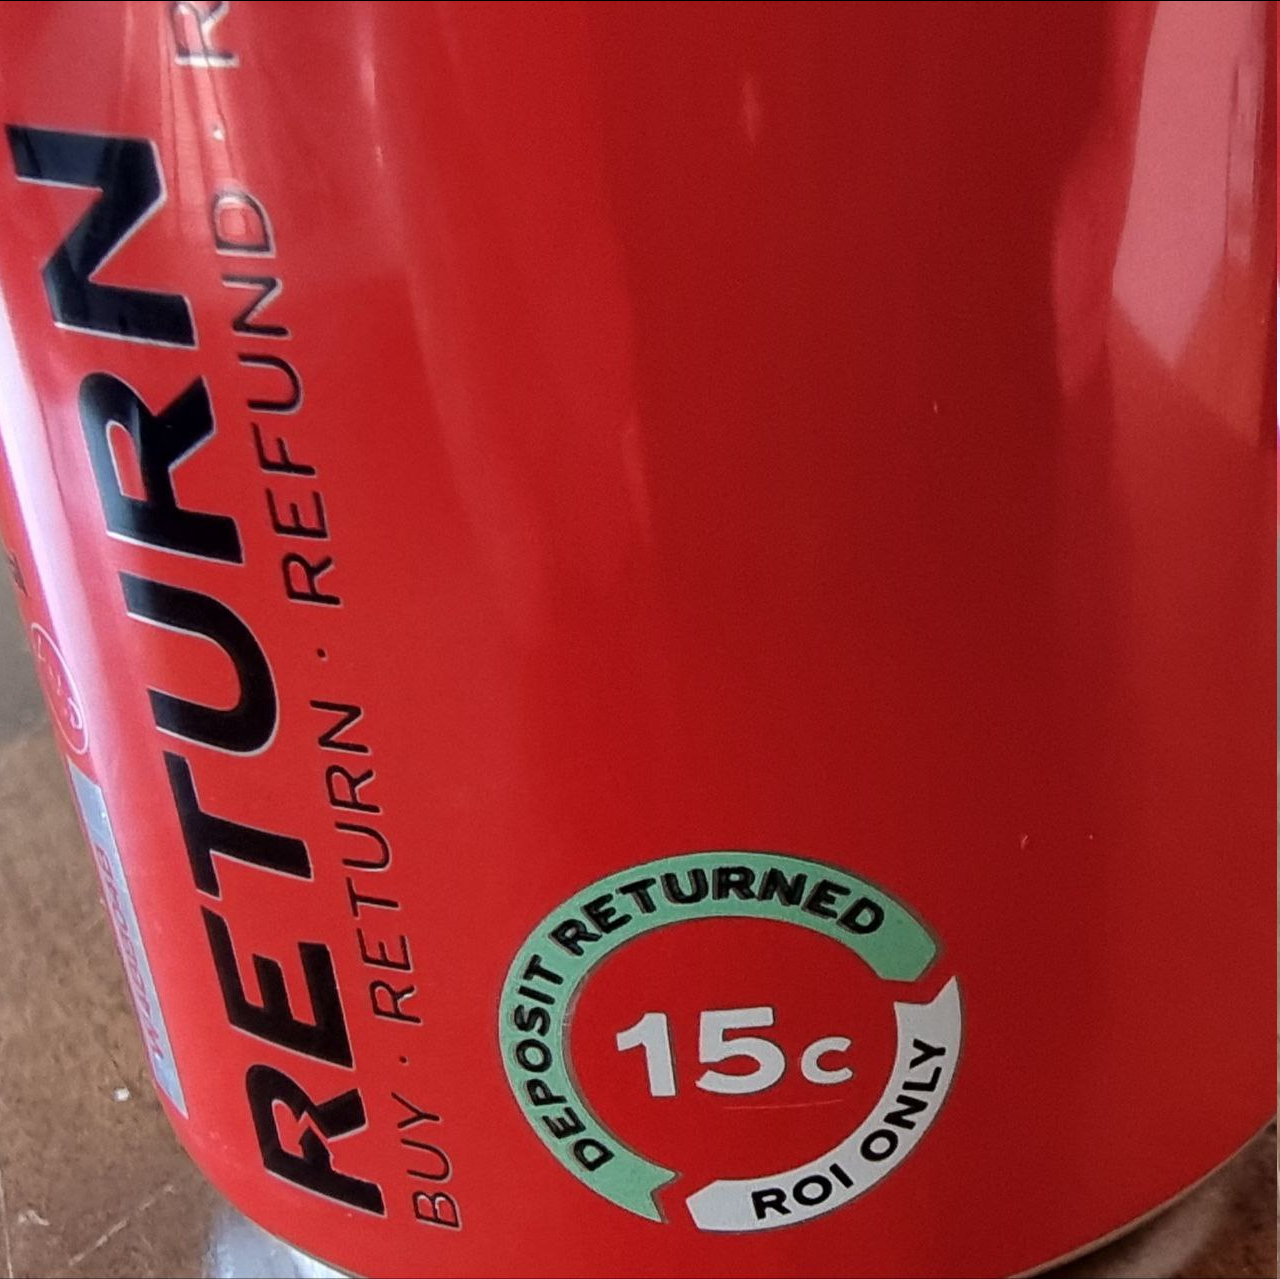 RETURN
BUY · RETURN · REFUND ·
DEPOSIT RETURNED
15c
ROI ONLY